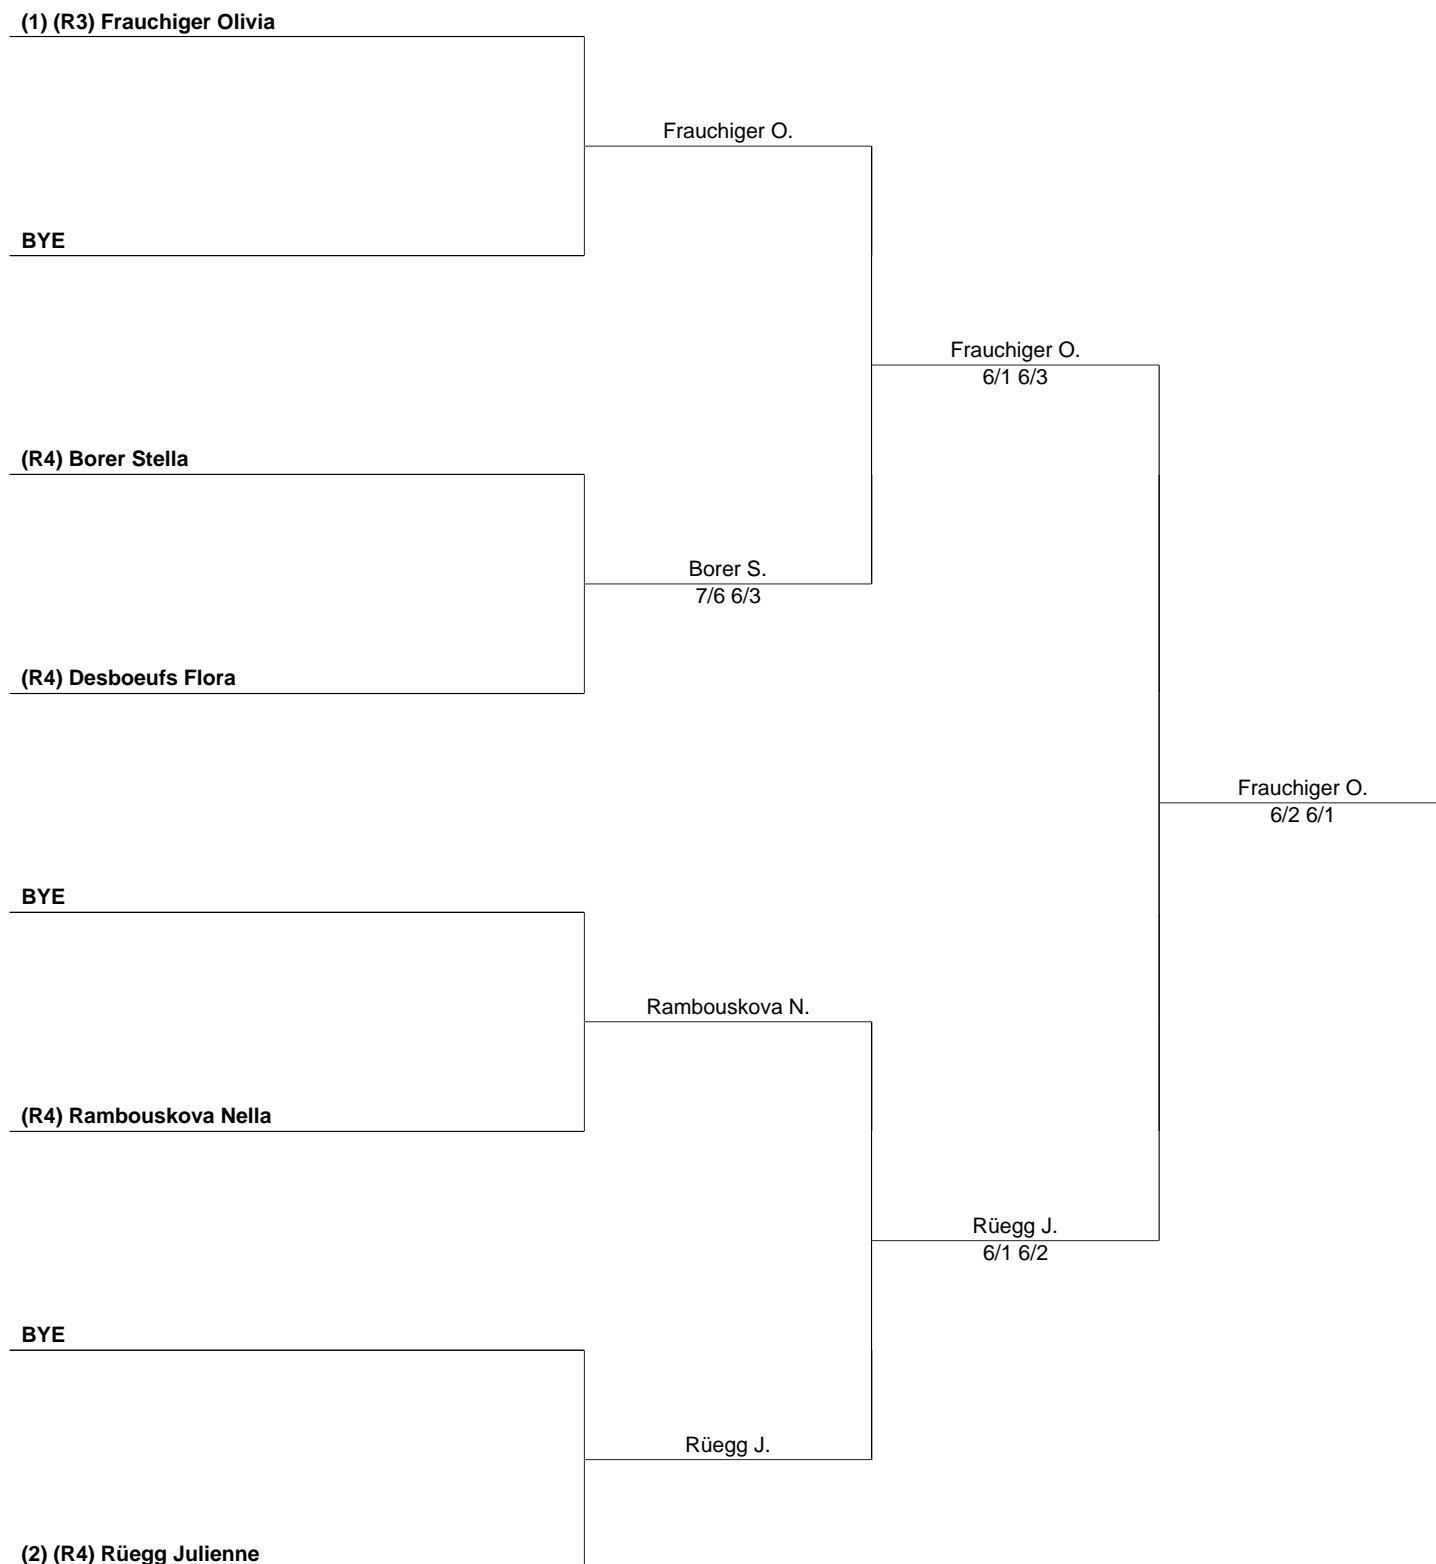 (1) (R3) Frauchiger Olivia
Frauchiger O.
BYE
Frauchiger O.
6/1 6/3
(R4) Borer Stella
Borer S.
7/6 6/3
(R4) Desboeufs Flora
Frauchiger O.
6/2 6/1
BYE
Rambouskova N.
(R4) Rambouskova Nella
Rüegg J.
6/1 6/2
BYE
Rüegg J.
(2) (R4) Rüegg Julienne